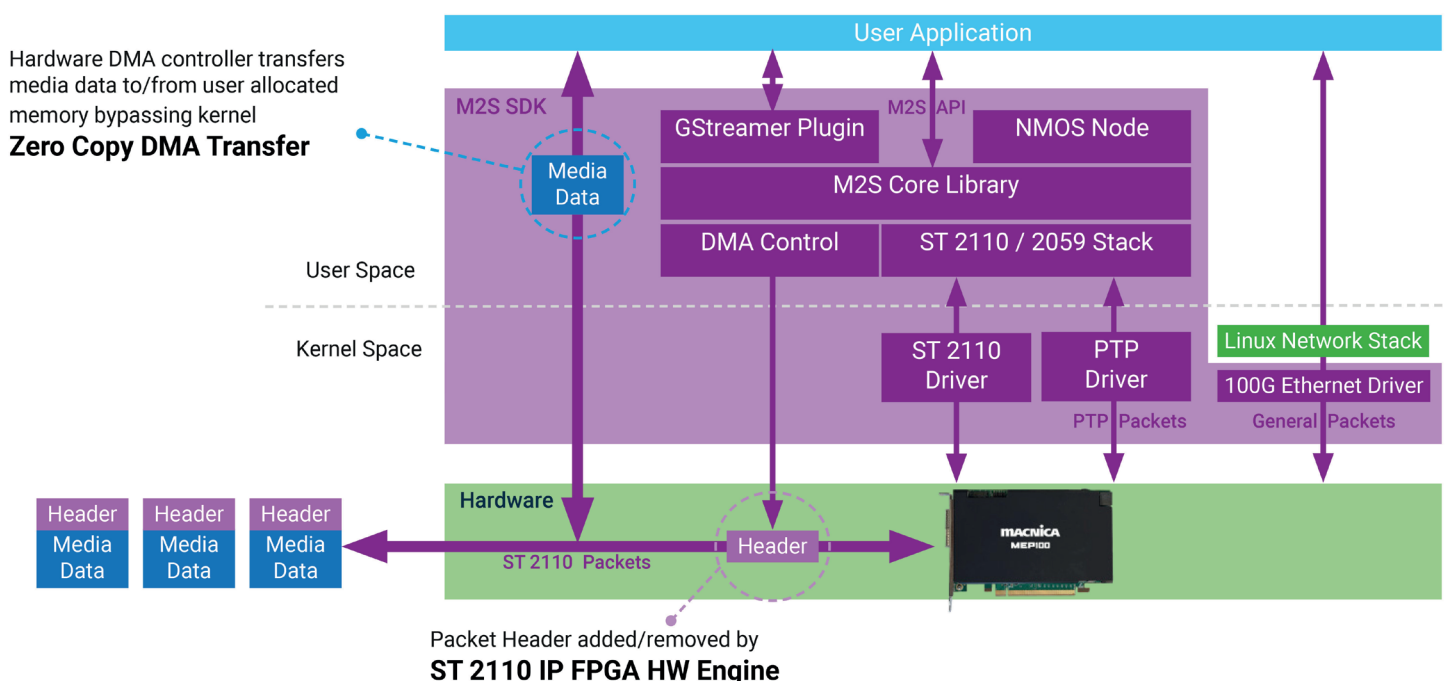 User Application
Hardware DMA controller transfers
media data to/from user allocated
memory bypassing kernel
Zero Copy DMA Transfer
M2S SDK
M2S API
GStreamer Plugin
NMOS Node
Media
Data
M2S Core Library
DMA Control
ST 2110 / 2059 Stack
User Space
Kernel Space
ST 2110
Driver
PTP
Driver
Linux Network Stack
100G Ethernet Driver
PTP Packets
General Packets
Hardware
Header
Media
Data
Header
Media
Data
Header
Media
Data
ST 2110 Packets
Header
MACNICA
MEP100
Packet Header added/removed by
ST 2110 IP FPGA HW Engine